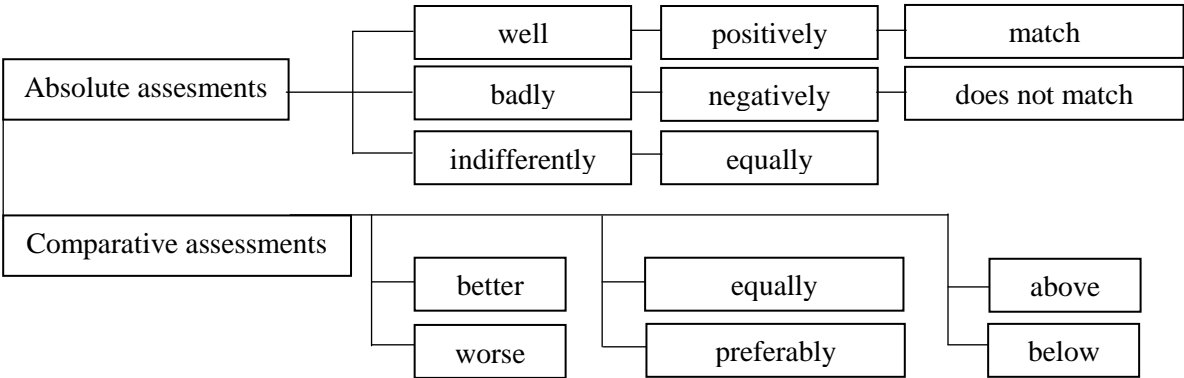 well
positively
match
Absolute assesments
badly
negatively
does not match
indifferently
equally
Comparative assessments
better
equally
above
worse
preferably
below